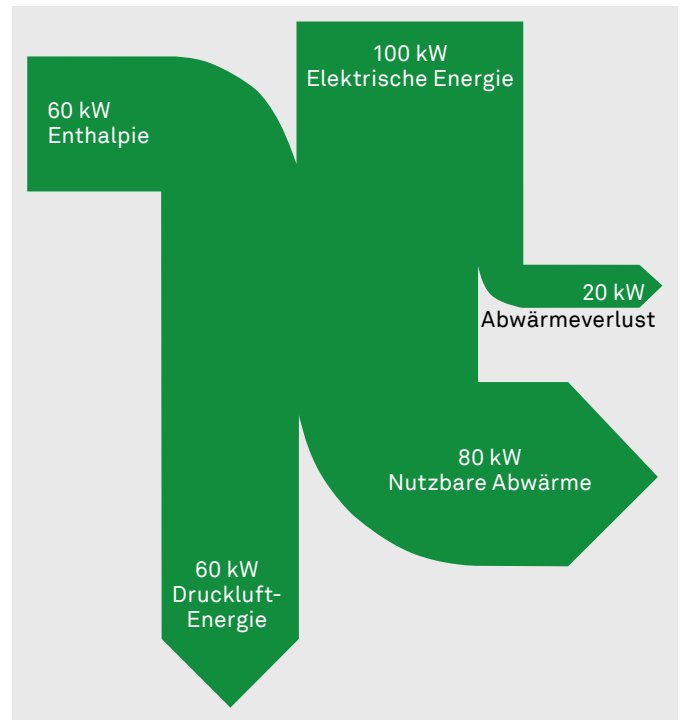 100 kW
Elektrische Energie
60 kW
Enthalpie
20 kW
Abwärmeverlust
80 kW
Nutzbare Abwärme
60 kW
Druckluft-
Energie